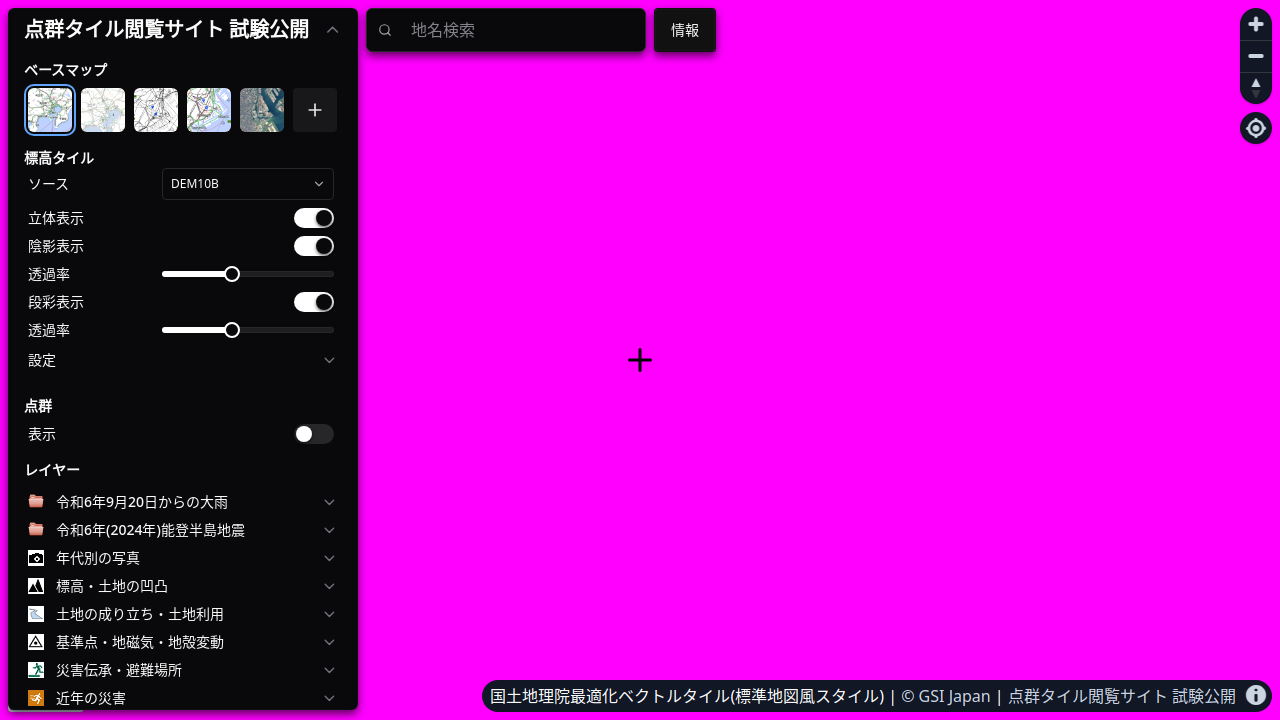 点群タイル閲覧サイト 試験公開
地名検索
情報
ベースマップ
標高タイル
ソース
DEM10B
立体表示
陰影表示
透過率
段彩表示
透過率
設定
点群
表示
レイヤー
令和6年9月20日からの大雨
令和6年(2024年)能登半島地震
年代別の写真
標高・土地の凹凸
土地の成り立ち・土地利用
基準点・地磁気・地殻変動
災害伝承・避難場所
近年の災害
国土地理院最適化ベクトルタイル(標準地図風スタイル) | © GSI Japan | 点群タイル閲覧サイト 試験公開